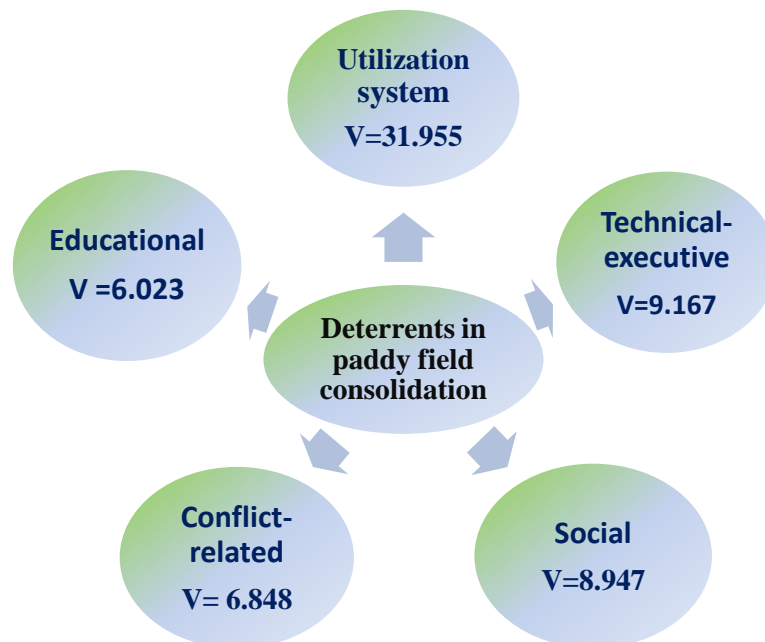 Utilization
system
V=31.955
Educational
V =6.023
Technical-
executive
V=9.167
Deterrents in
paddy field
consolidation
Conflict-
related
V= 6.848
Social
V=8.947